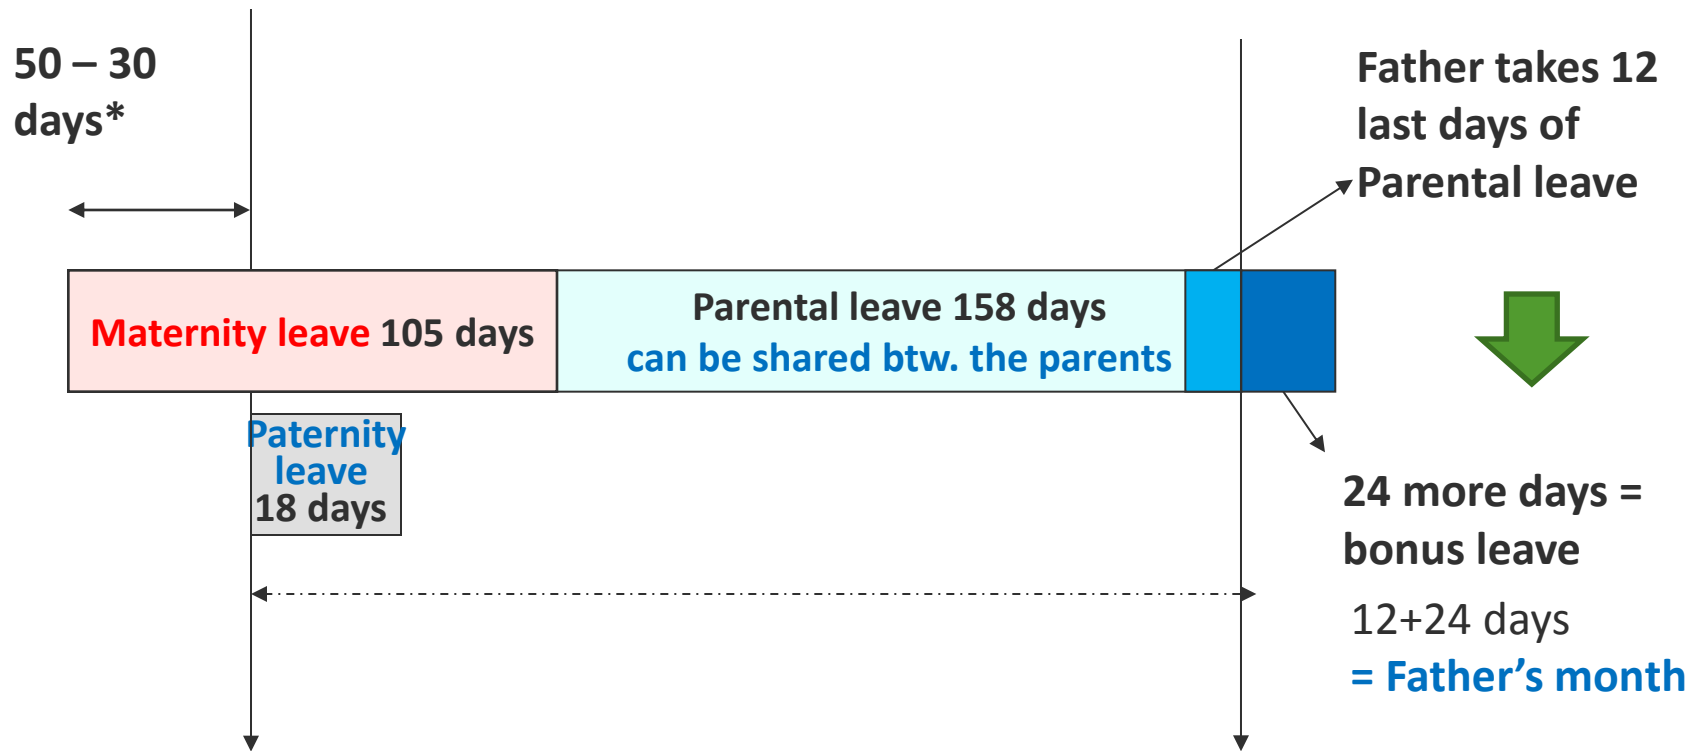 50 – 30
days*
Father takes 12
last days of
Parental leave
Maternity leave 105 days
Parental leave 158 days
can be shared btw. the parents
Paternity
leave
18 days
24 more days =
bonus leave
12+24 days
= Father’s month